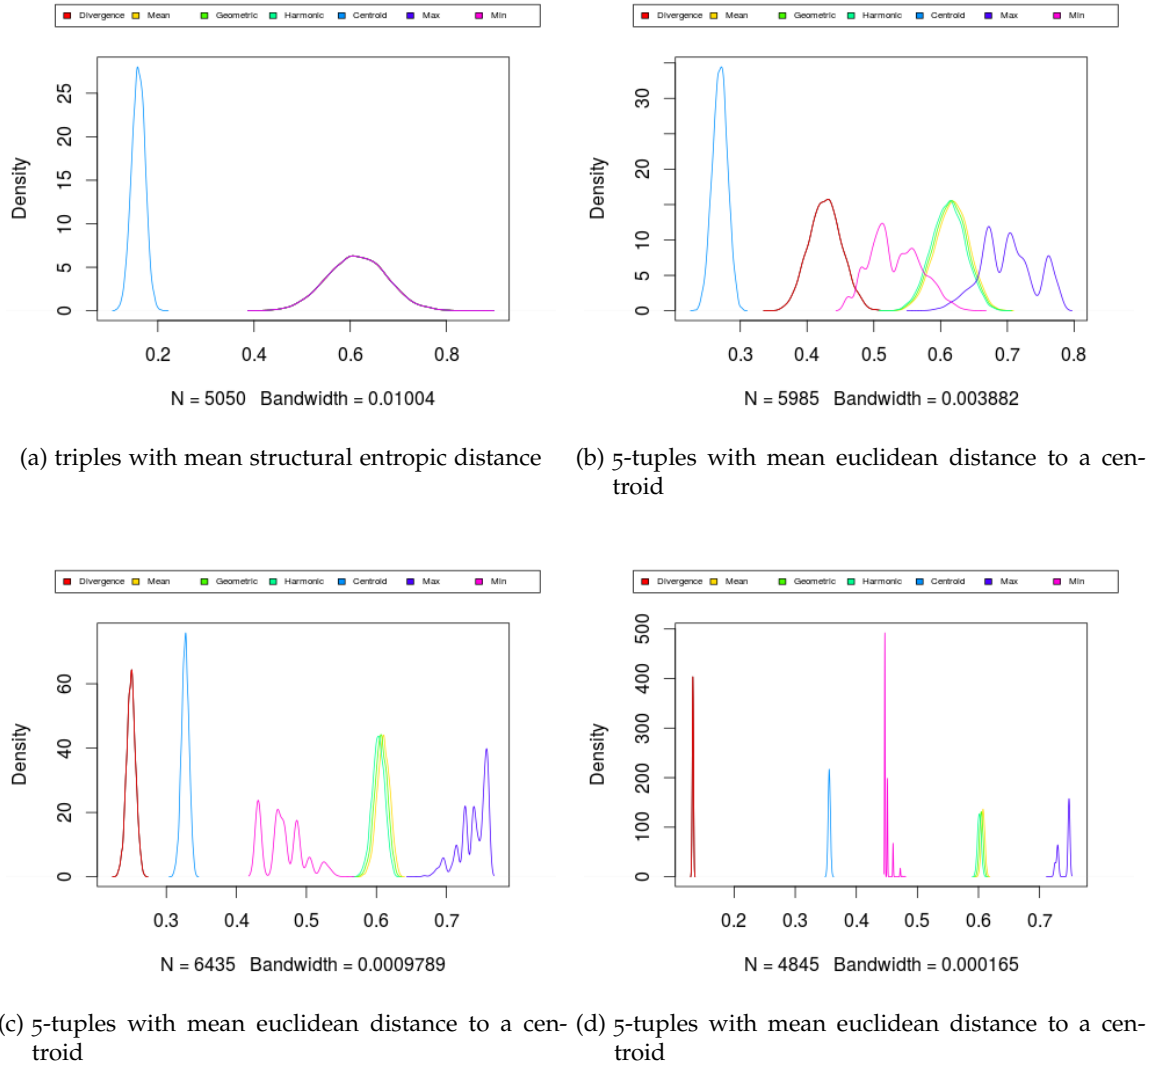 Divergence Mean Geometric Harmonic Centroid Max Min
Density
0 5 10 15 20 25
0.2 0.4 0.6 0.8
N = 5050 Bandwidth = 0.01004
(a) triples with mean structural entropic distance
Divergence Mean Geometric Harmonic Centroid Max Min
Density
0 5 10 20 30
0.3 0.4 0.5 0.6 0.7 0.8
N = 5985 Bandwidth = 0.003882
(b) 5-tuples with mean euclidean distance to a cen-
troid
Divergence Mean Geometric Harmonic Centroid Max Min
Density
0 20 40 60
0.3 0.4 0.5 0.6 0.7
N = 6435 Bandwidth = 0.0009789
(c) 5-tuples with mean euclidean distance to a cen-
troid
Divergence Mean Geometric Harmonic Centroid Max Min
Density
0 100 200 300 400 500
0.2 0.3 0.4 0.5 0.6 0.7
N = 4845 Bandwidth = 0.000165
(d) 5-tuples with mean euclidean distance to a cen-
troid